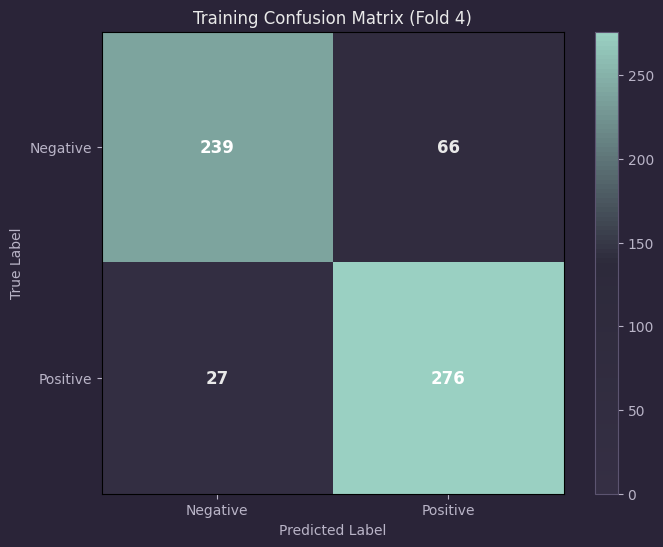 Training Confusion Matrix (Fold 4)
True Label
Negative
239
66
Positive
27
276
Negative
Positive
Predicted Label
250
200
150
100
50
0